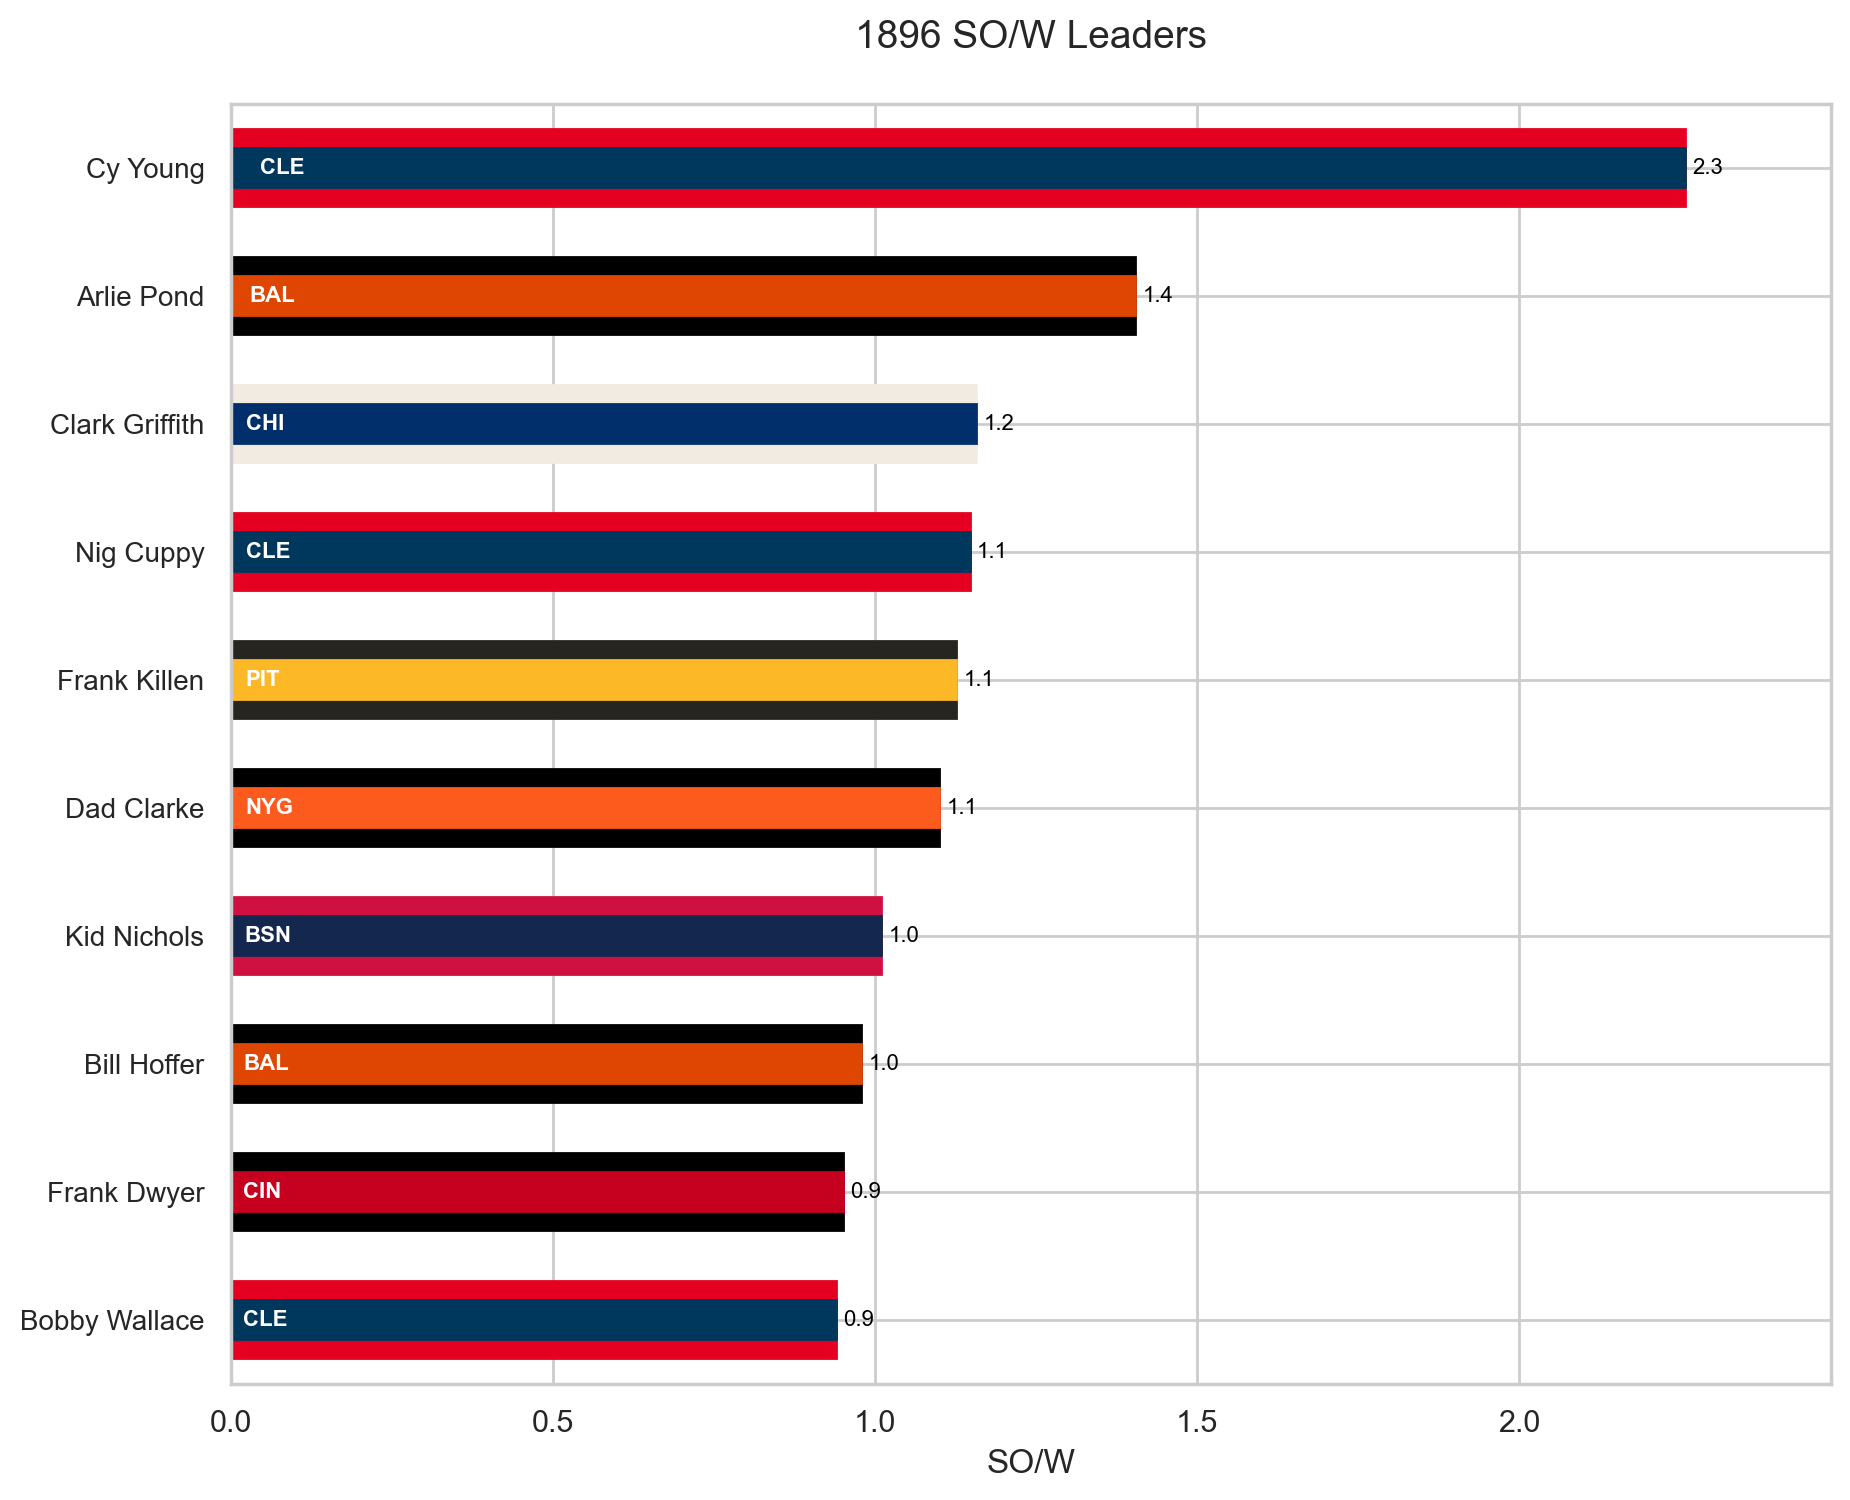 1896 SO/W Leaders
Cy Young CLE 2.3
Arlie Pond BAL 1.4
Clark Griffith CHI 1.2
Nig Cuppy CLE 1.1
Frank Killen PIT 1.1
Dad Clarke NYG 1.1
Kid Nichols BSN 1.0
Bill Hoffer BAL 1.0
Frank Dwyer CIN 0.9
Bobby Wallace CLE 0.9
0.0 0.5 1.0 1.5 2.0
SO/W